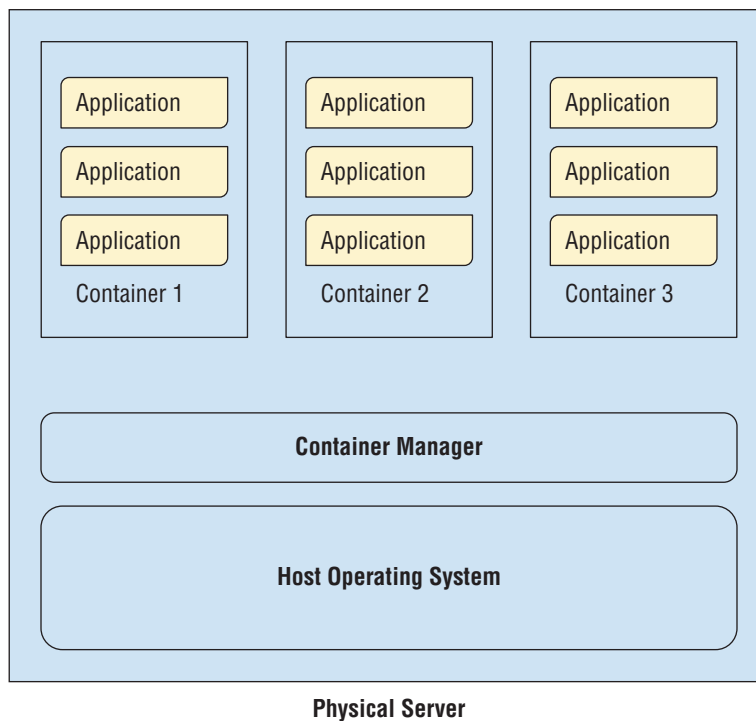 Application
Application
Application
Container 1
Application
Application
Application
Container 2
Application
Application
Application
Container 3
Container Manager
Host Operating System
Physical Server